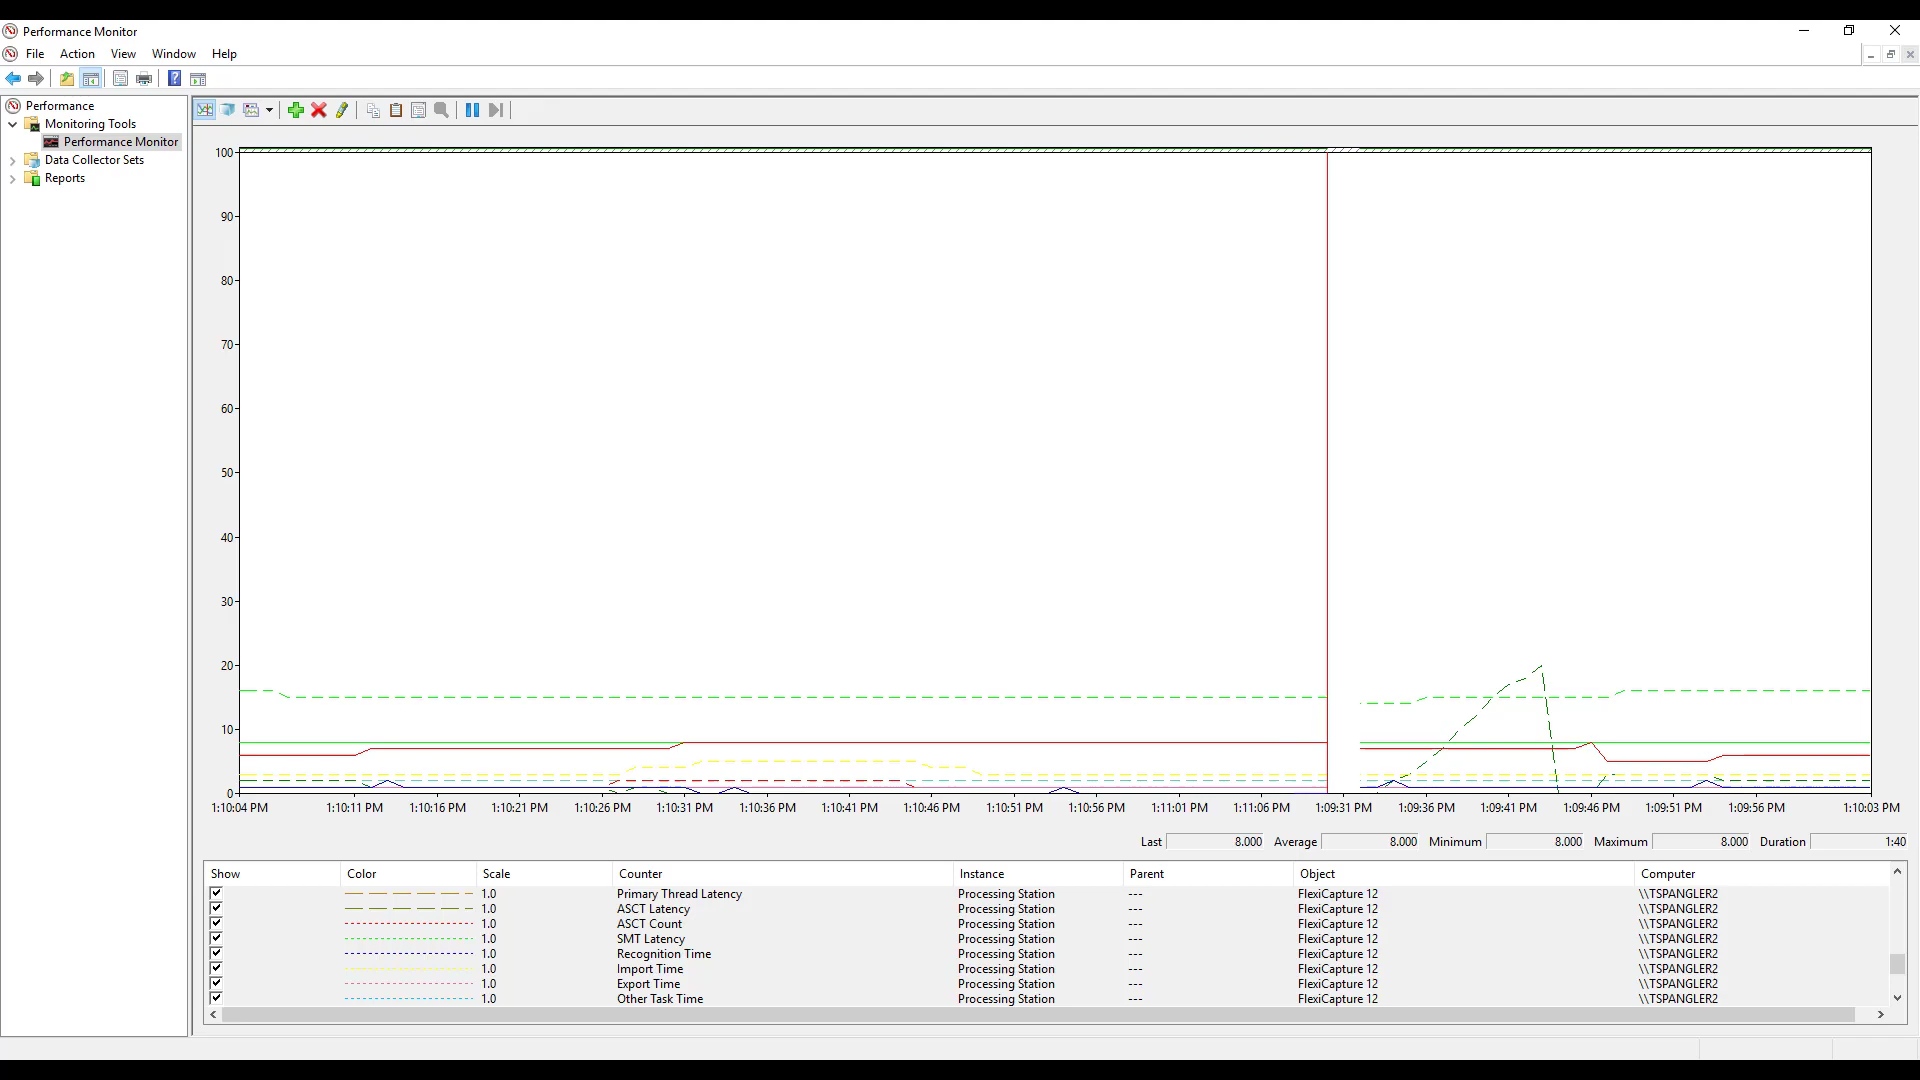 Performance Monitor
File Action View Window Help
Performance
Monitoring Tools
Performance Monitor
Data Collector Sets
Reports
100
90
80
70
60
50
40
30
20
10
0
1:10:04 PM 1:10:11 PM 1:10:16 PM 1:10:21 PM 1:10:26 PM 1:10:31 PM 1:10:36 PM 1:10:41 PM 1:10:46 PM 1:10:51 PM 1:10:56 PM 1:11:01 PM 1:11:06 PM 1:09:31 PM 1:09:36 PM 1:09:41 PM 1:09:46 PM 1:09:51 PM 1:09:56 PM 1:10:03 PM
Last 8.000 Average 8.000 Minimum 8.000 Maximum 8.000 Duration 1:40
Show Color Scale Counter Instance Parent Object Computer
1.0 Primary Thread Latency Processing Station --- FlexiCapture 12 \\TSPANGLER2
1.0 ASCT Latency Processing Station --- FlexiCapture 12 \\TSPANGLER2
1.0 ASCT Count Processing Station --- FlexiCapture 12 \\TSPANGLER2
1.0 SMT Latency Processing Station --- FlexiCapture 12 \\TSPANGLER2
1.0 Recognition Time Processing Station --- FlexiCapture 12 \\TSPANGLER2
1.0 Import Time Processing Station --- FlexiCapture 12 \\TSPANGLER2
1.0 Export Time Processing Station --- FlexiCapture 12 \\TSPANGLER2
1.0 Other Task Time Processing Station --- FlexiCapture 12 \\TSPANGLER2